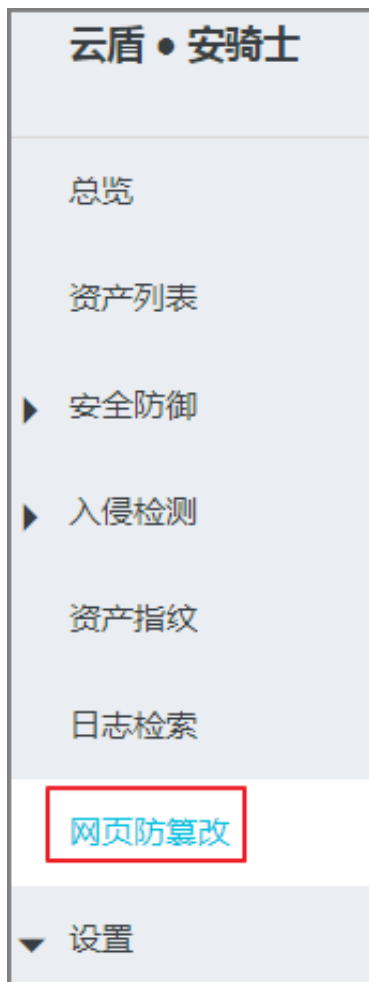 云盾 • 安骑士
总览
资产列表
安全防御
入侵检测
资产指纹
日志检索
网页防篡改
设置